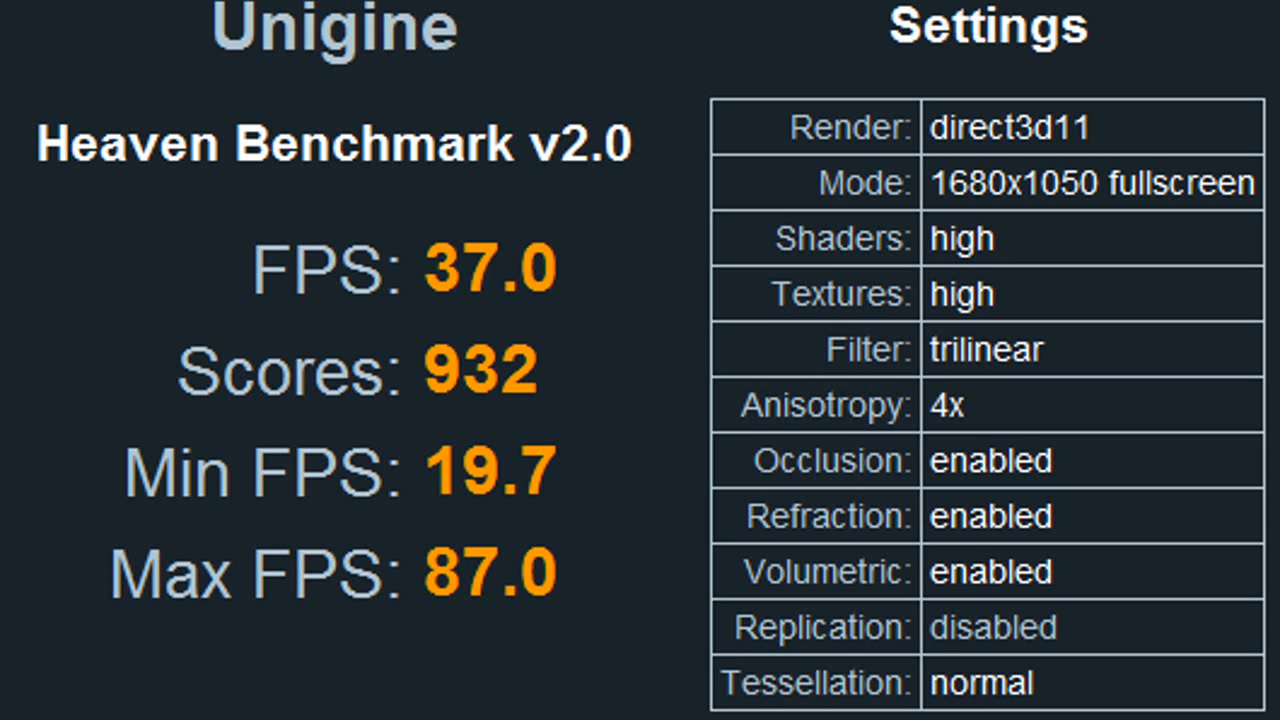 Unigine
Heaven Benchmark v2.0
FPS: 37.0
Scores: 932
Min FPS: 19.7
Max FPS: 87.0
Settings
Render: direct3d11
Mode: 1680x1050 fullscreen
Shaders: high
Textures: high
Filter: trilinear
Anisotropy: 4x
Occlusion: enabled
Refraction: enabled
Volumetric: enabled
Replication: disabled
Tessellation: normal